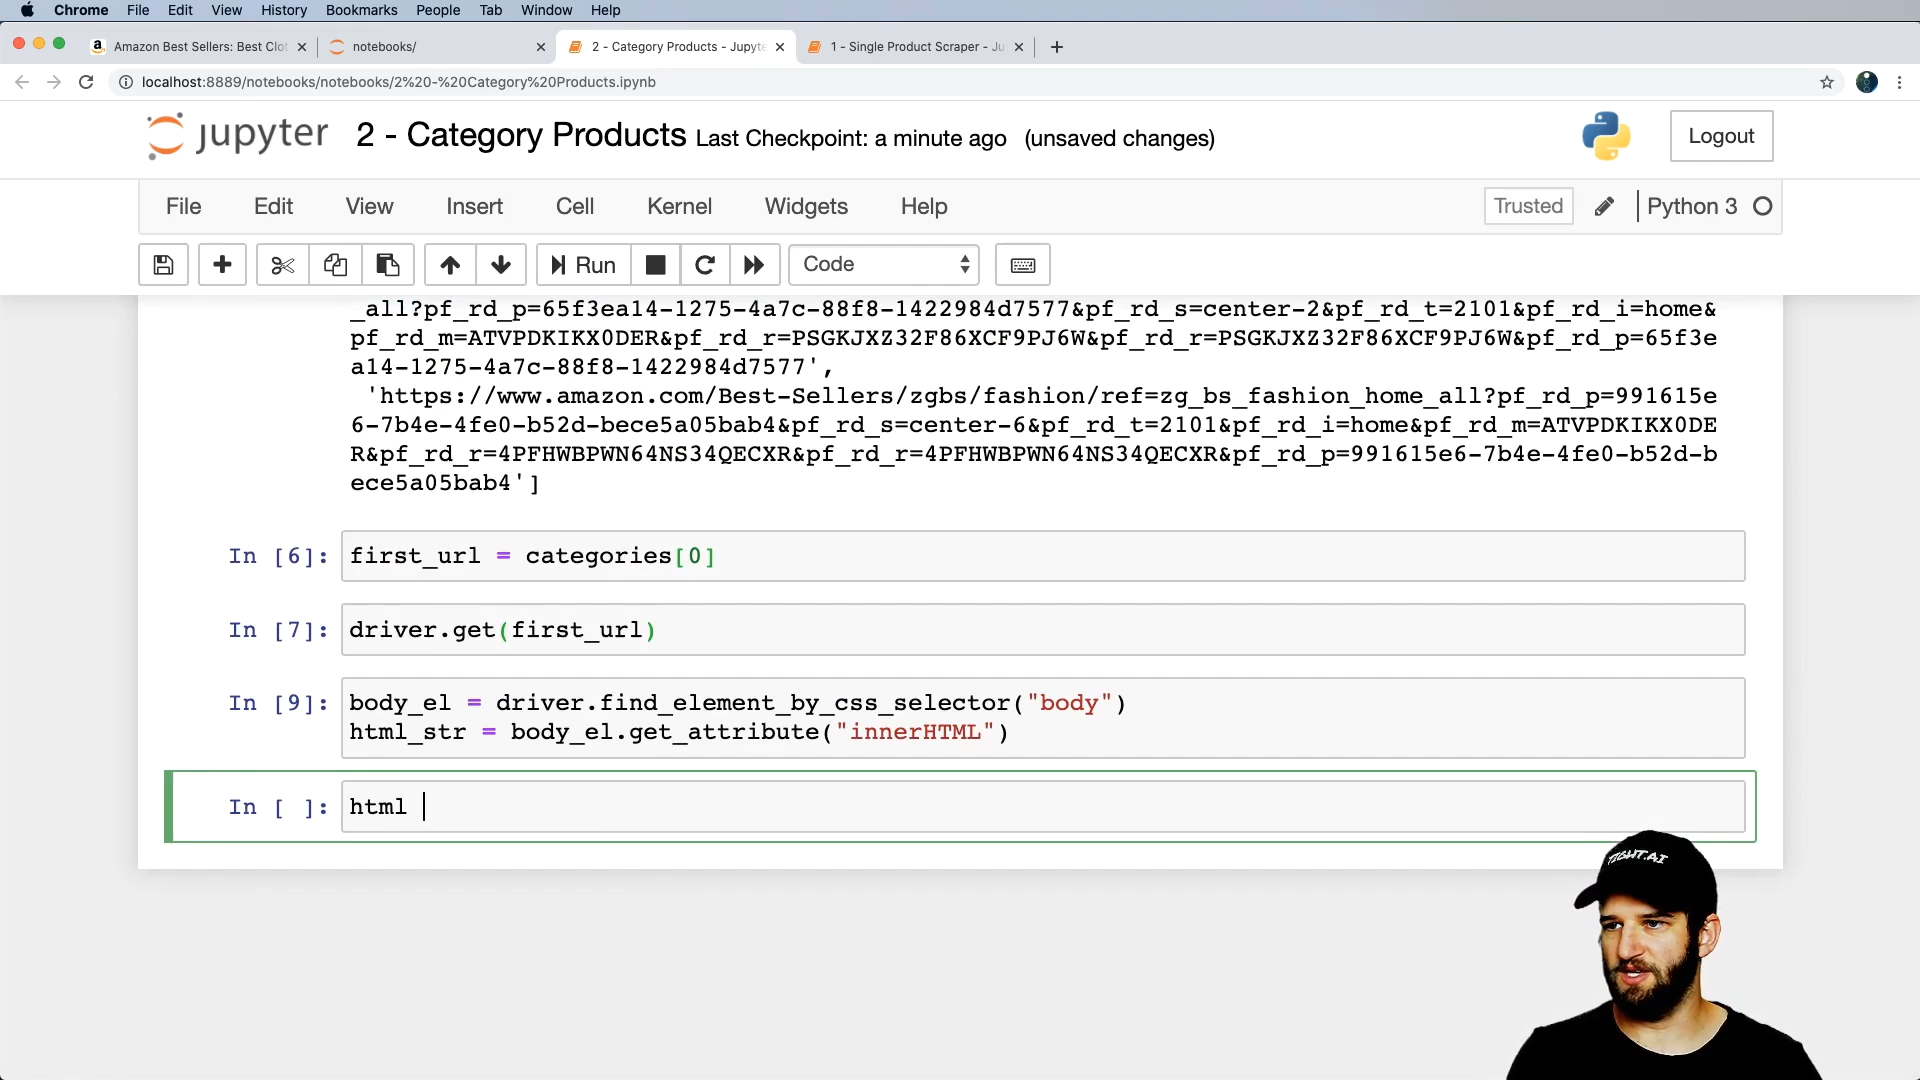 Chrome File Edit View History Bookmarks People Tab Window Help
Amazon Best Sellers: Best Clot
notebooks/
2 - Category Products - Jupyte
1 - Single Product Scraper - Ju
localhost:8889/notebooks/notebooks/2%20-%20Category%20Products.ipynb
jupyter 2 - Category Products Last Checkpoint: a minute ago (unsaved changes)
Logout
File Edit View Insert Cell Kernel Widgets Help
Trusted
Python 3
Run
Code
_all?pf_rd_p=65f3ea14-1275-4a7c-88f8-1422984d7577&pf_rd_s=center-2&pf_rd_t=2101&pf_rd_i=home&
pf_rd_m=ATVPDKIKX0DER&pf_rd_r=PSGKJXZ32F86XCF9PJ6W&pf_rd_r=PSGKJXZ32F86XCF9PJ6W&pf_rd_p=65f3e
a14-1275-4a7c-88f8-1422984d7577',
'https://www.amazon.com/Best-Sellers/zgbs/fashion/ref=zg_bs_fashion_home_all?pf_rd_p=991615e
6-7b4e-4fe0-b52d-bece5a05bab4&pf_rd_s=center-6&pf_rd_t=2101&pf_rd_i=home&pf_rd_m=ATVPDKIKX0DE
R&pf_rd_r=4PFHWBPWN64NS34QECXR&pf_rd_r=4PFHWBPWN64NS34QECXR&pf_rd_p=991615e6-7b4e-4fe0-b52d-b
ece5a05bab4']
In [6]: first_url = categories[0]
In [7]: driver.get(first_url)
In [9]: body_el = driver.find_element_by_css_selector("body")
html_str = body_el.get_attribute("innerHTML")
In [ ]: html
TIGHT.AI